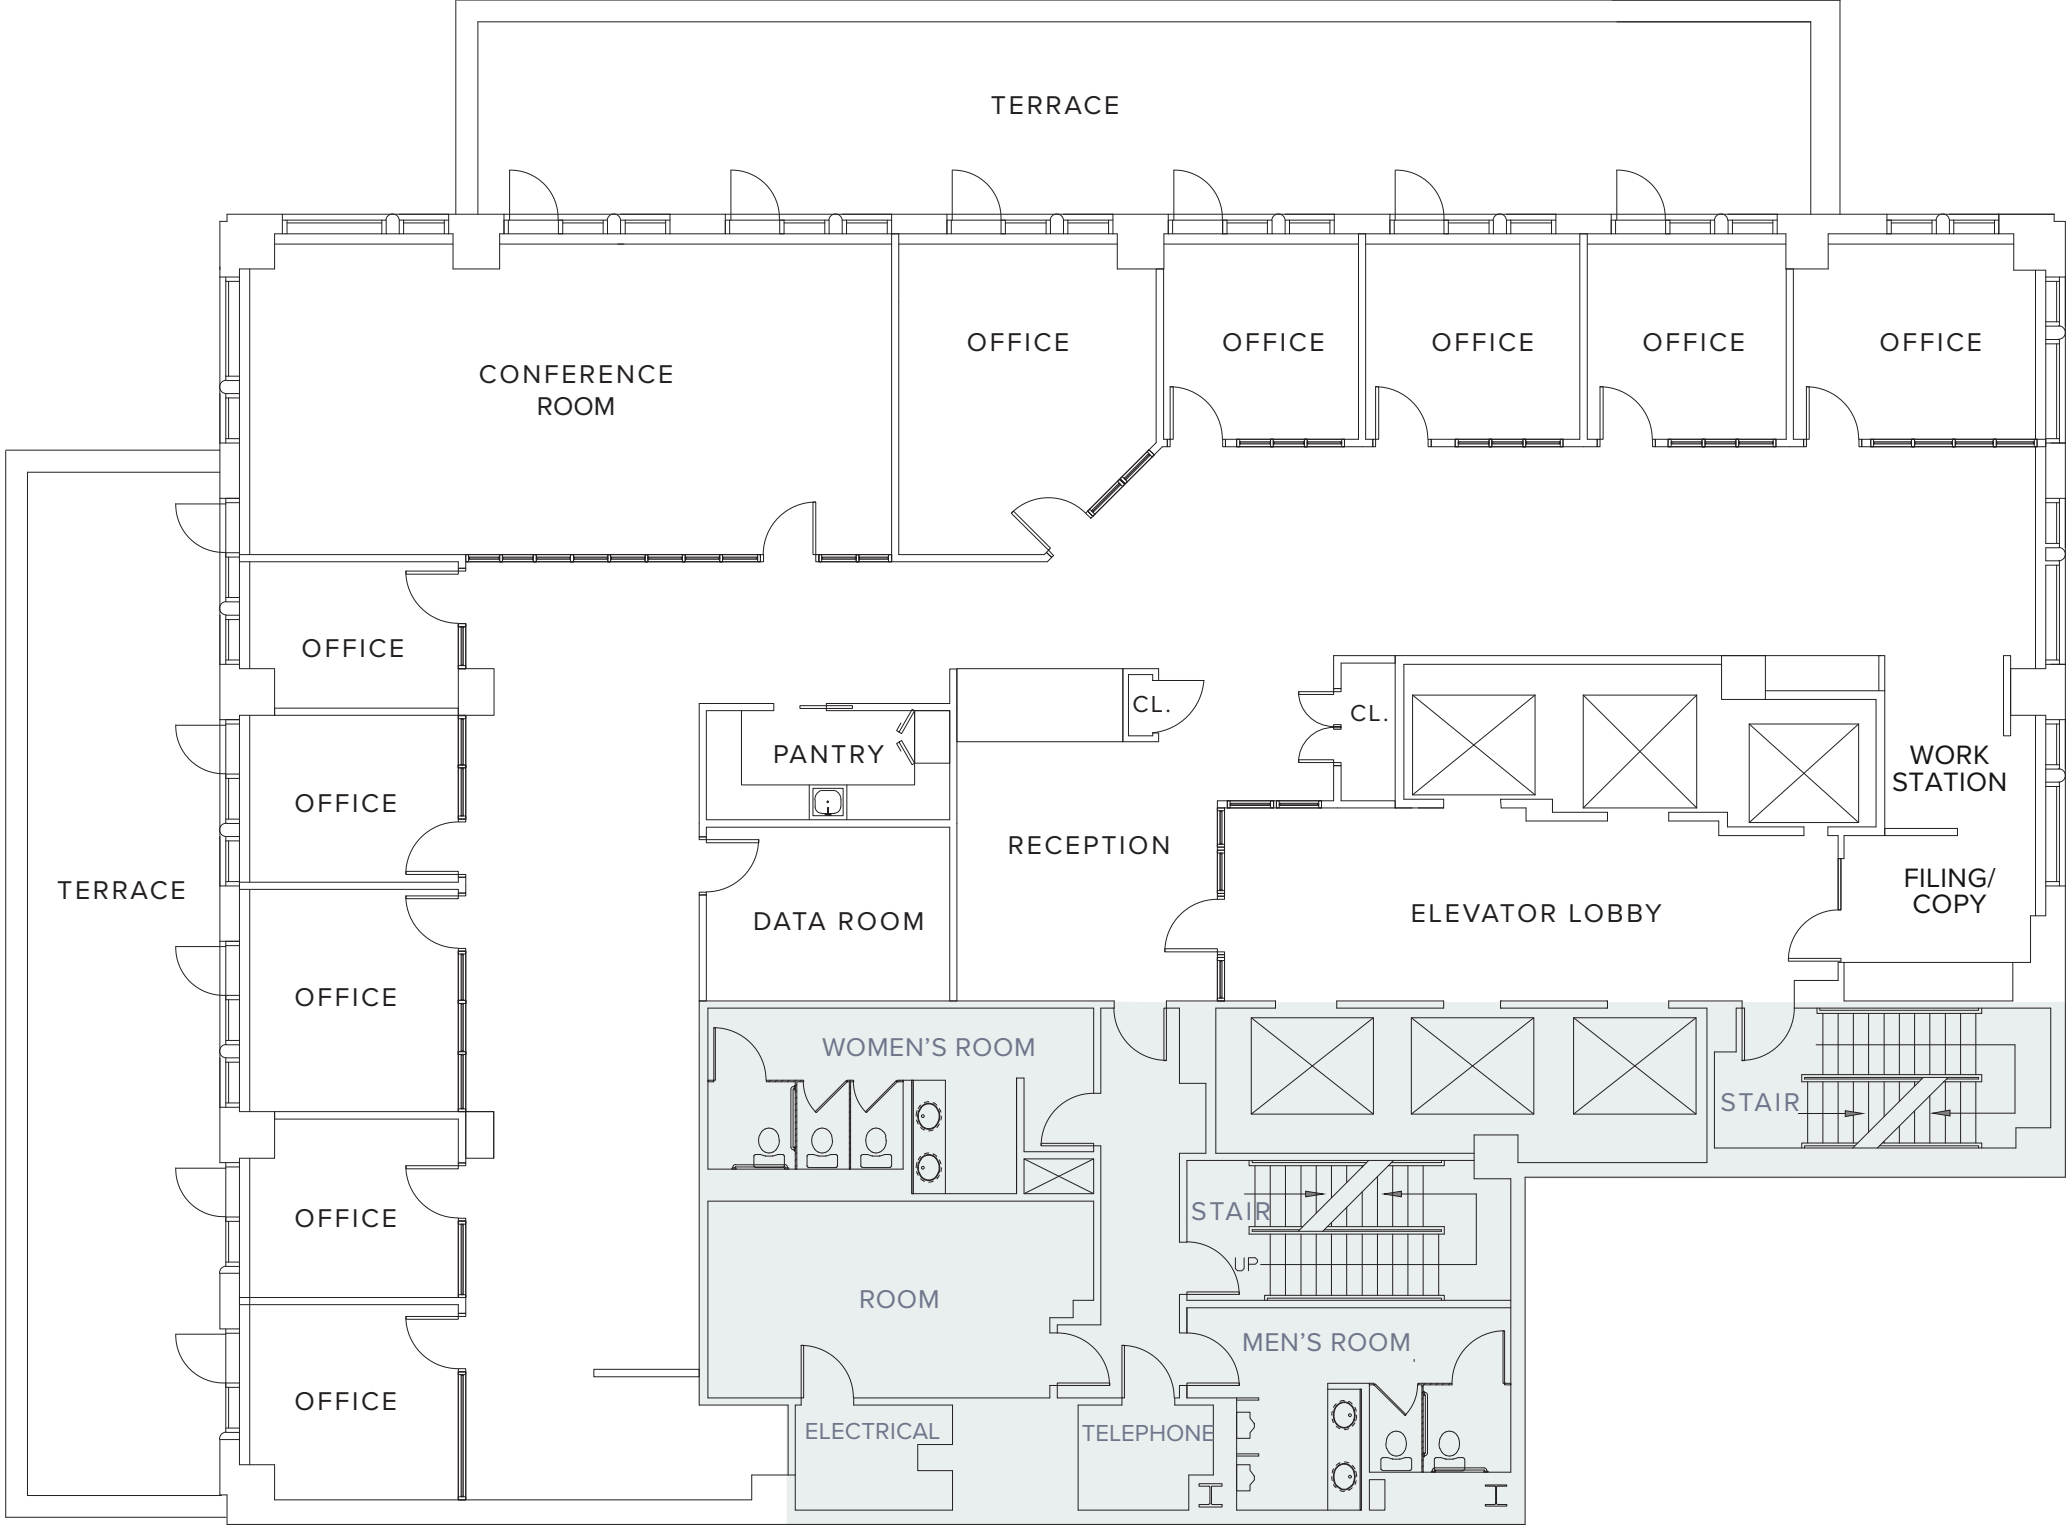 TERRACE
OFFICE
OFFICE
OFFICE
OFFICE
OFFICE
CONFERENCE
ROOM
OFFICE
CL.
CL.
PANTRY
WORK
STATION
OFFICE
RECEPTION
TERRACE
FILING/
COPY
DATA ROOM
ELEVATOR LOBBY
OFFICE
WOMEN'S ROOM
STAIR
STAIR
OFFICE
UP
ROOM
MEN'S ROOM
OFFICE
ELECTRICAL
TELEPHONE